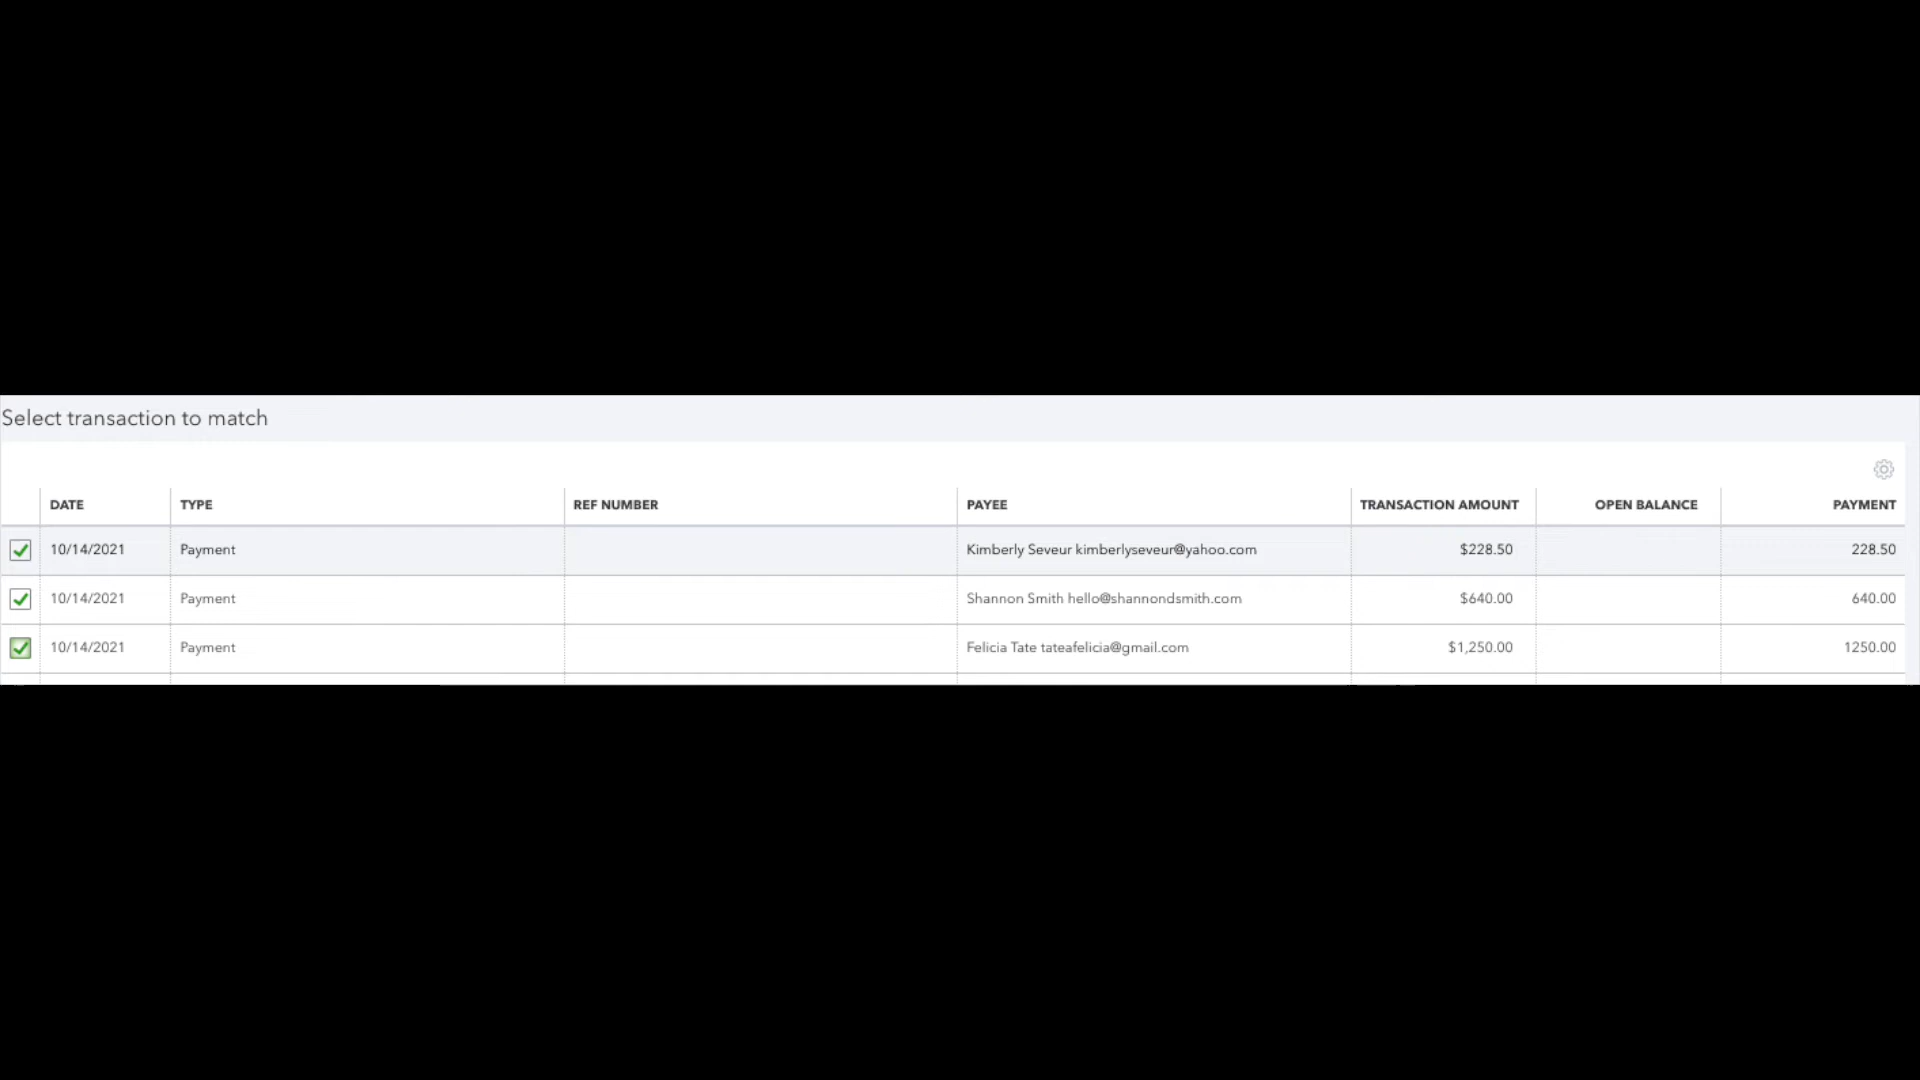 Select transaction to match
DATE TYPE REF NUMBER PAYEE TRANSACTION AMOUNT OPEN BALANCE PAYMENT
10/14/2021 Payment Kimberly Seveur kimberlyseveur@yahoo.com $228.50 228.50
10/14/2021 Payment Shannon Smith hello@shannondsmith.com $640.00 640.00
10/14/2021 Payment Felicia Tate tateafelicia@gmail.com $1,250.00 1250.00